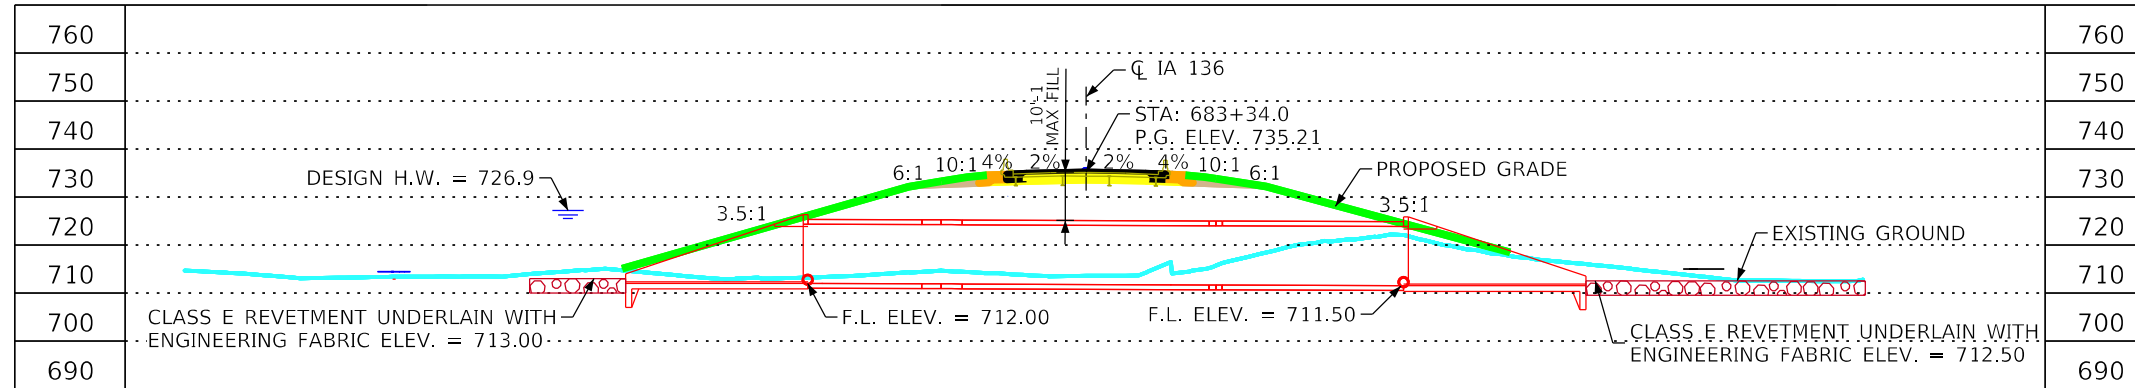 760
750
740
730
720
710
700
690
DESIGN H.W. = 726.9
3.5:1
6:1
10:1
4%
2%
10'-1
MAX FILL
℄ IA 136
STA: 683+34.0
P.G. ELEV. 735.21
2%
4%
10:1
6:1
PROPOSED GRADE
3.5:1
EXISTING GROUND
CLASS E REVETMENT UNDERLAIN WITH
ENGINEERING FABRIC ELEV. = 713.00
F.L. ELEV. = 712.00
F.L. ELEV. = 711.50
CLASS E REVETMENT UNDERLAIN WITH
ENGINEERING FABRIC ELEV. = 712.50
760
750
740
730
720
710
700
690